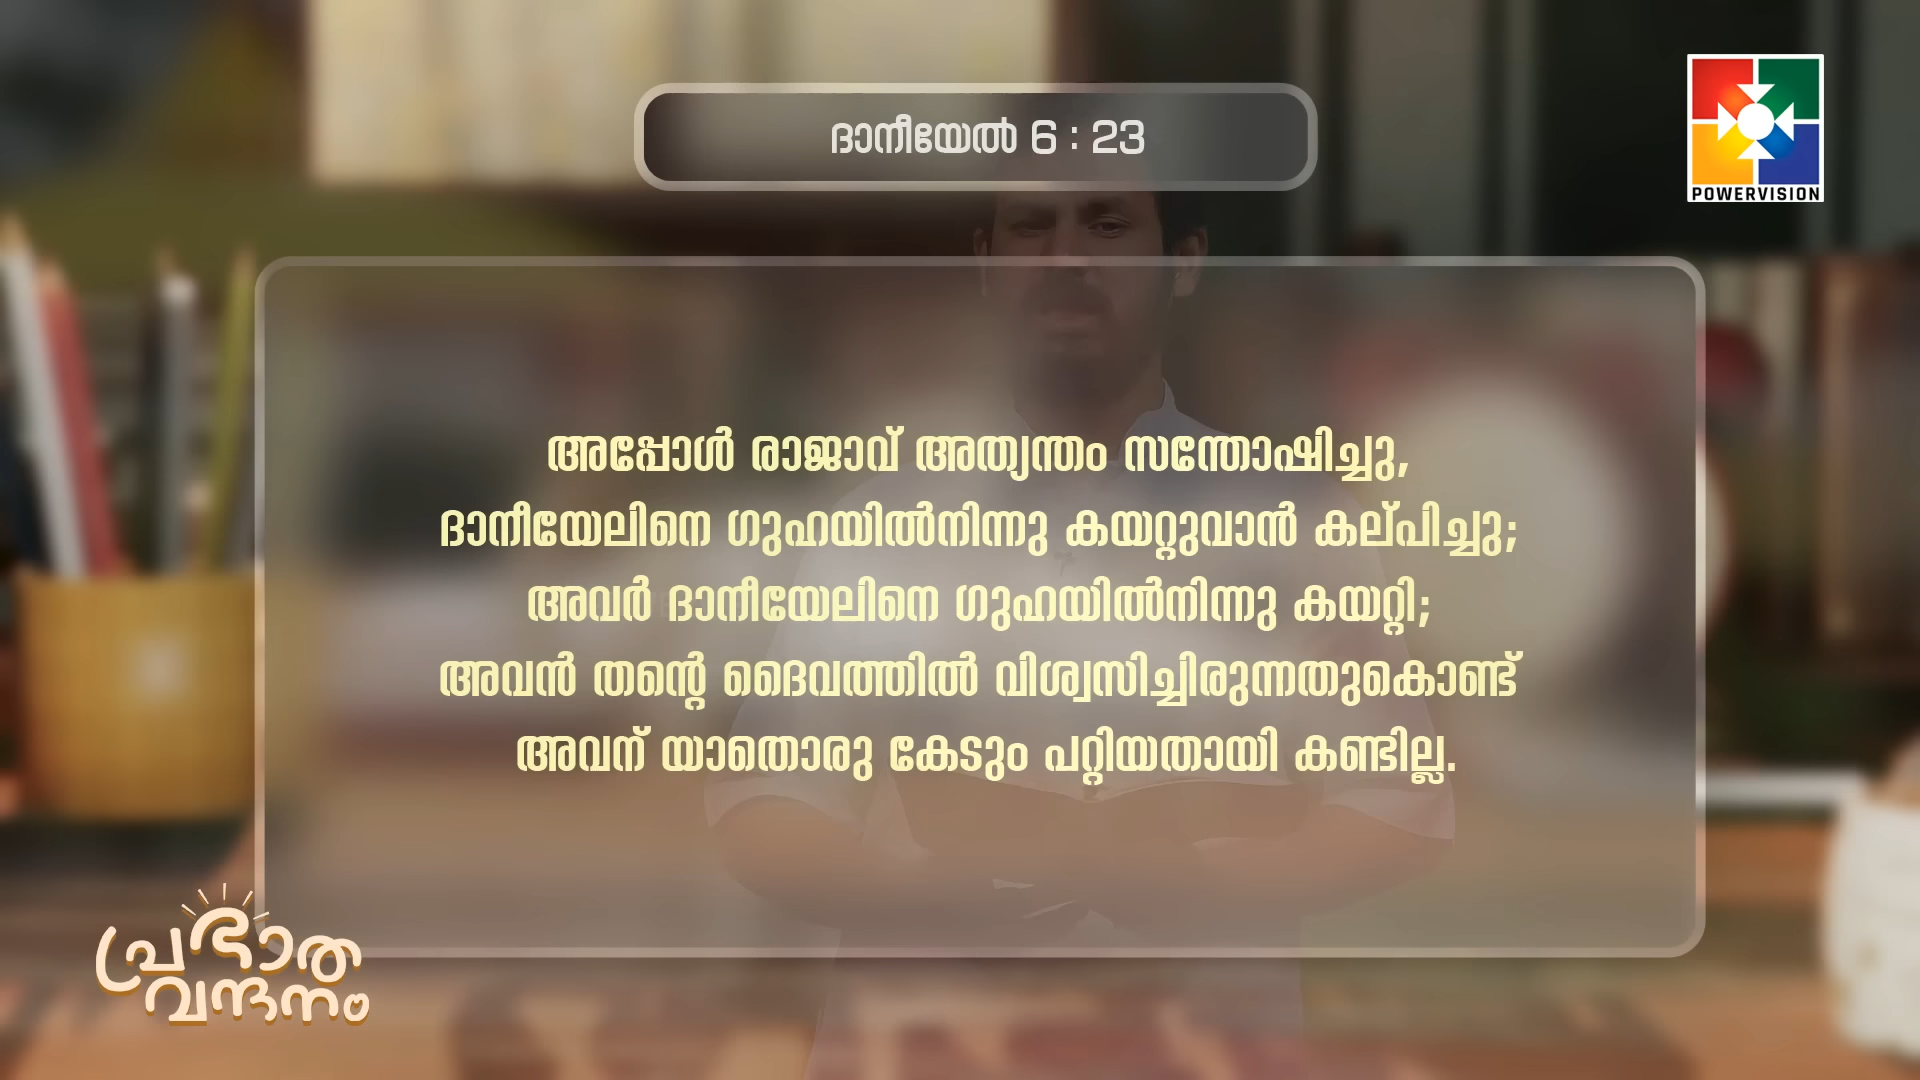 ദാനീയേൽ 6 : 23
POWERVISION
അപ്പോൾ രാജാവ് അത്യന്തം സന്തോഷിച്ചു,
ദാനീയേലിനെ ഗുഹയിൽനിന്നു കയറ്റുവാൻ കല്പിച്ചു;
അവർ ദാനീയേലിനെ ഗുഹയിൽനിന്നു കയറ്റി;
അവൻ തന്റെ ദൈവത്തിൽ വിശ്വസിച്ചിരുന്നതുകൊണ്ട്
അവന് യാതൊരു കേടും പറ്റിയതായി കണ്ടില്ല.
പ്രഭാത
വന്ദനം